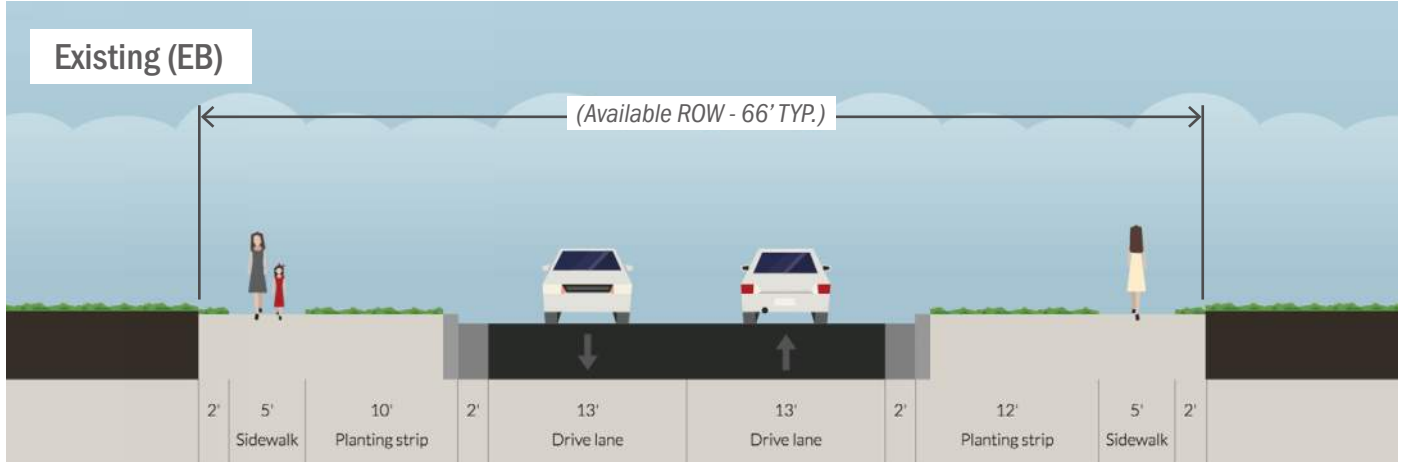 Existing (EB)
(Available ROW - 66' TYP.)
2' 5' 10' 2' 13' 13' 2' 12' 5' 2'
Sidewalk Planting strip Drive lane Drive lane Planting strip Sidewalk